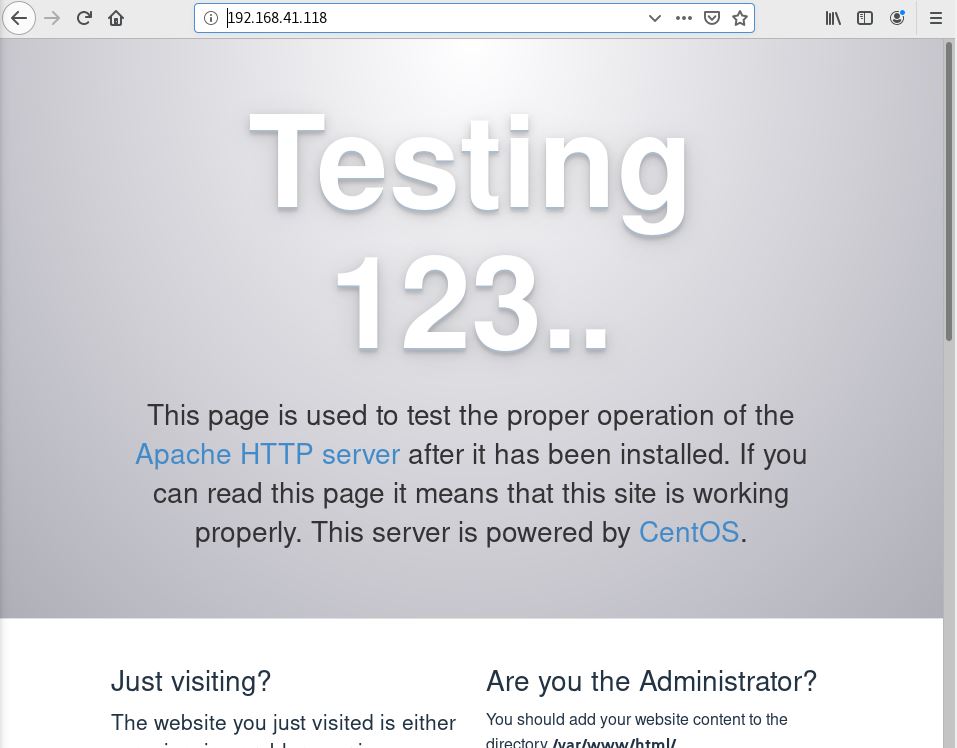 192.168.41.118
Testing
123..
This page is used to test the proper operation of the
Apache HTTP server after it has been installed. If you
can read this page it means that this site is working
properly. This server is powered by CentOS.
Just visiting?
The website you just visited is either
Are you the Administrator?
You should add your website content to the
directory /var/www/html/